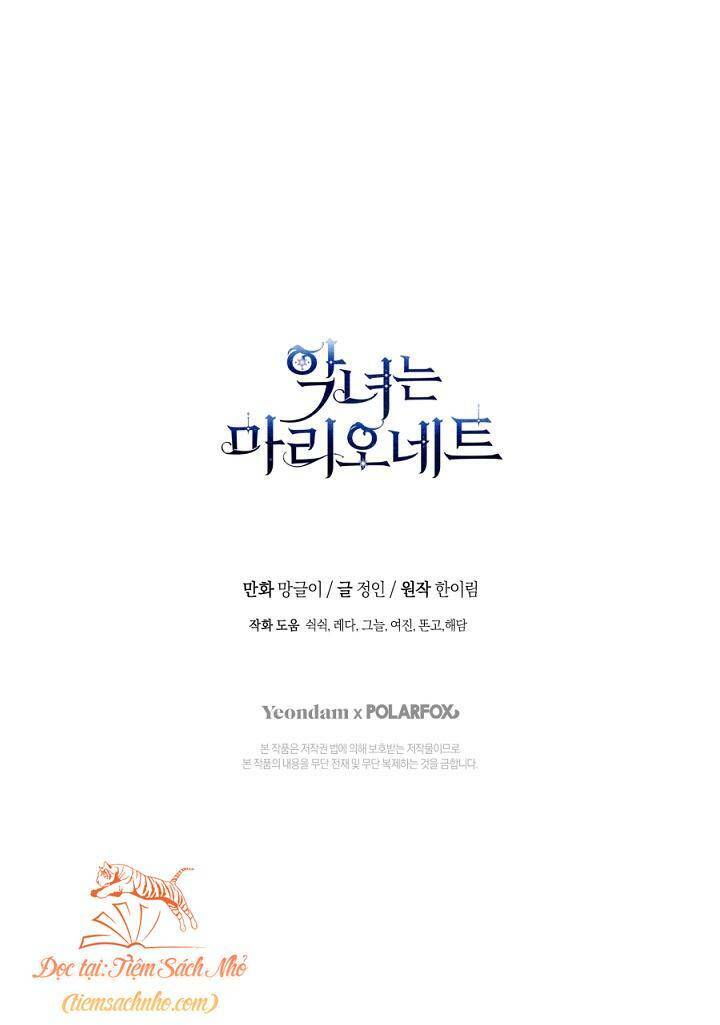 악녀는
마리오네트
만화 망글이 / 글 정인 / 원작 한이림
작화 도움 쉭쉭, 레다, 그늘, 여진, 똔고, 해담
Yeondam x POLARFOX
본 작품은 저작권 법에 의해 보호받는 저작물이므로
본 작품의 내용을 무단 전재 및 무단 복제하는 것을 금합니다.
Đọc tại: Tiệm Sách Nhỏ
(tiemsachnho.com)